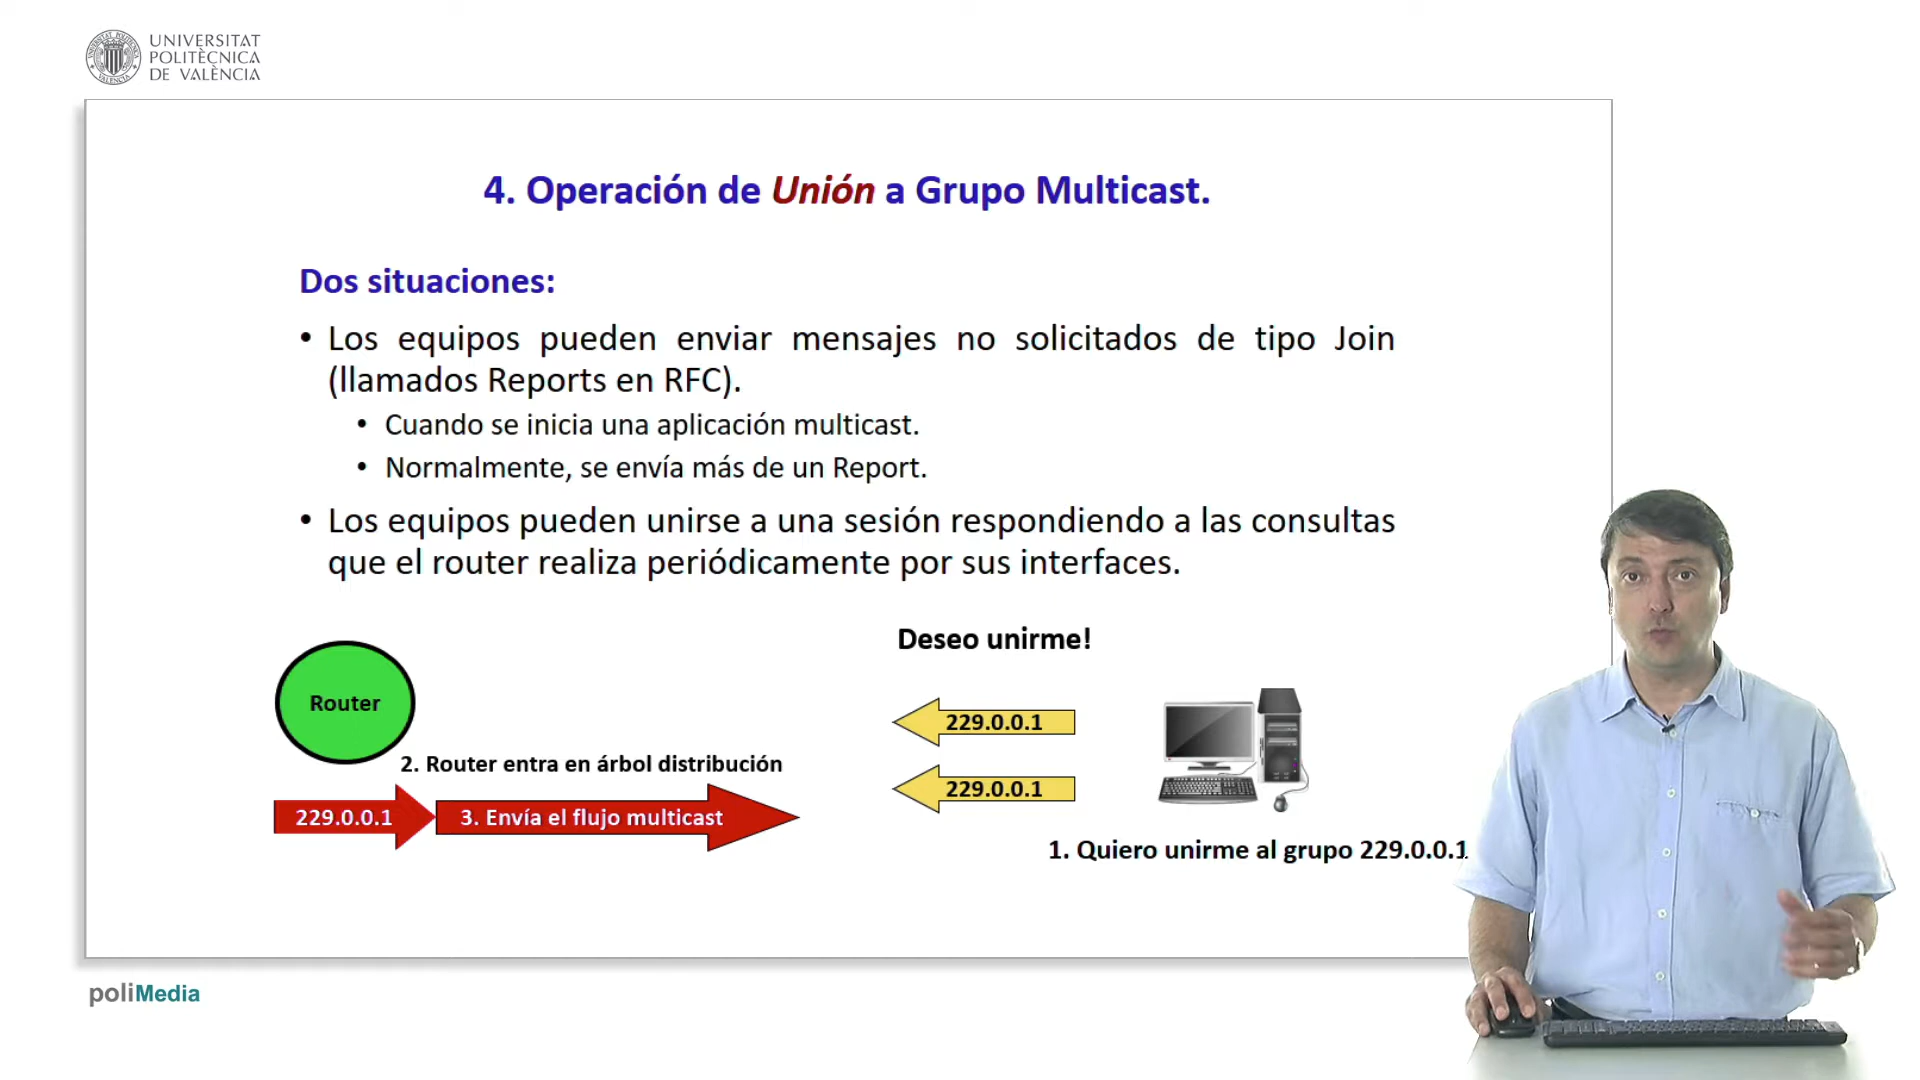 UNIVERSITAT
POLITÈCNICA
DE VALÈNCIA
4. Operación de Unión a Grupo Multicast.
Dos situaciones:
• Los equipos pueden enviar mensajes no solicitados de tipo Join
(llamados Reports en RFC).
• Cuando se inicia una aplicación multicast.
• Normalmente, se envía más de un Report.
• Los equipos pueden unirse a una sesión respondiendo a las consultas
que el router realiza periódicamente por sus interfaces.
Deseo unirme!
Router
229.0.0.1
2. Router entra en árbol distribución
229.0.0.1
229.0.0.1
3. Envía el flujo multicast
1. Quiero unirme al grupo 229.0.0.1
poliMedia